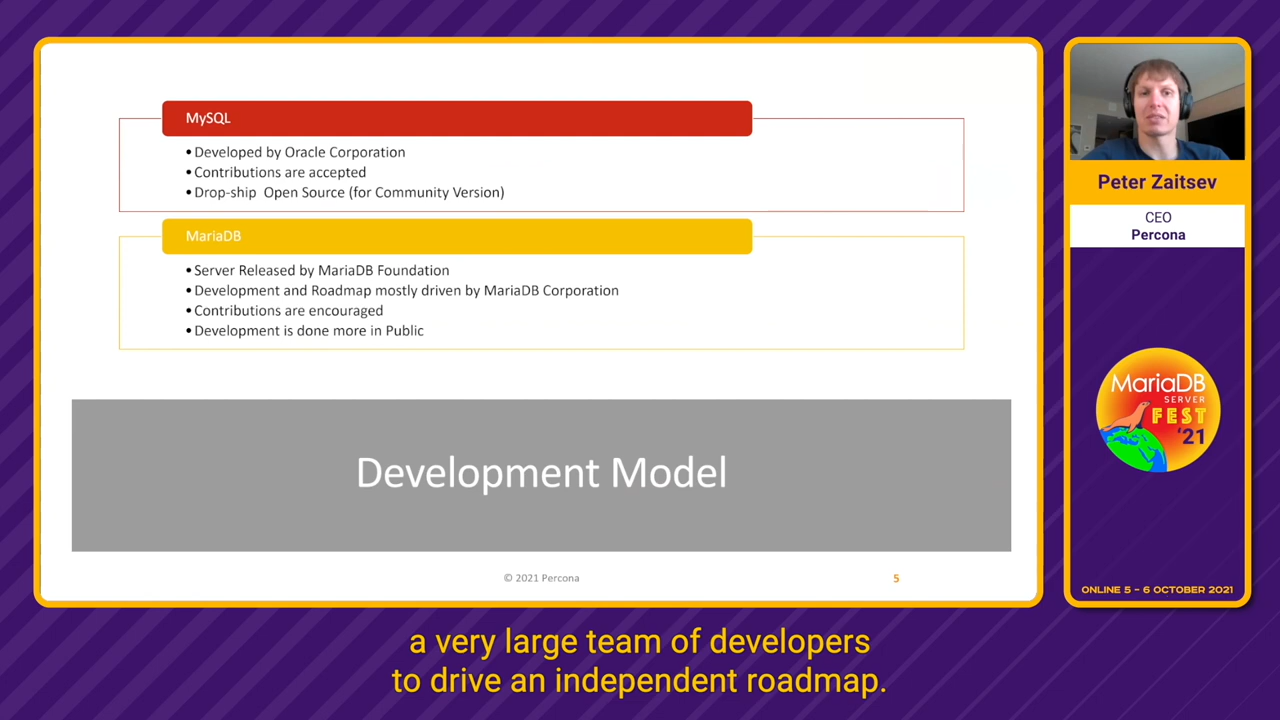 MySQL
• Developed by Oracle Corporation
• Contributions are accepted
• Drop-ship Open Source (for Community Version)
MariaDB
• Server Released by MariaDB Foundation
• Development and Roadmap mostly driven by MariaDB Corporation
• Contributions are encouraged
• Development is done more in Public
Development Model
© 2021 Percona
5
Peter Zaitsev
CEO
Percona
MariaDB
SERVER
FEST
'21
ONLINE 5 – 6 OCTOBER 2021
a very large team of developers
to drive an independent roadmap.